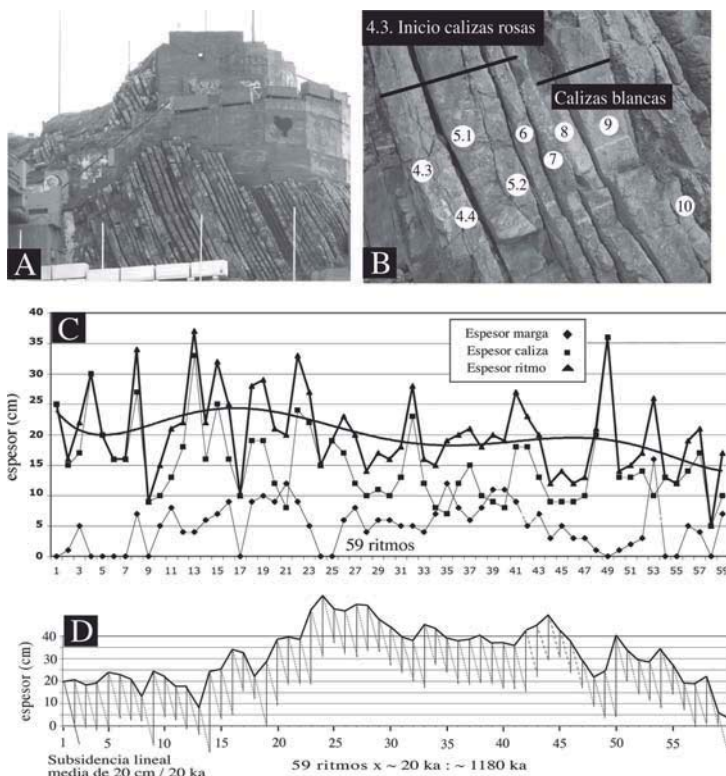 A
4.3. Inicio calizas rosas
Calizas blancas
5.1
6
8
9
4.3
7
5.2
4.4
10
B
C
espesor (cm)
40
35
30
25
20
15
10
5
0
Espesor marga
Espesor caliza
Espesor ritmo
59 ritmos
1 3 5 7 9 11 13 15 17 19 21 23 25 27 29 31 33 35 37 39 41 43 45 47 49 51 53 55 57 59
D
espesor (cm)
40
30
20
10
0
1 5 10 15 20 25 30 35 40 45 50 55
Subsidencia lineal
media de 20 cm / 20 ka
59 ritmos x ~ 20 ka : ~ 1180 ka